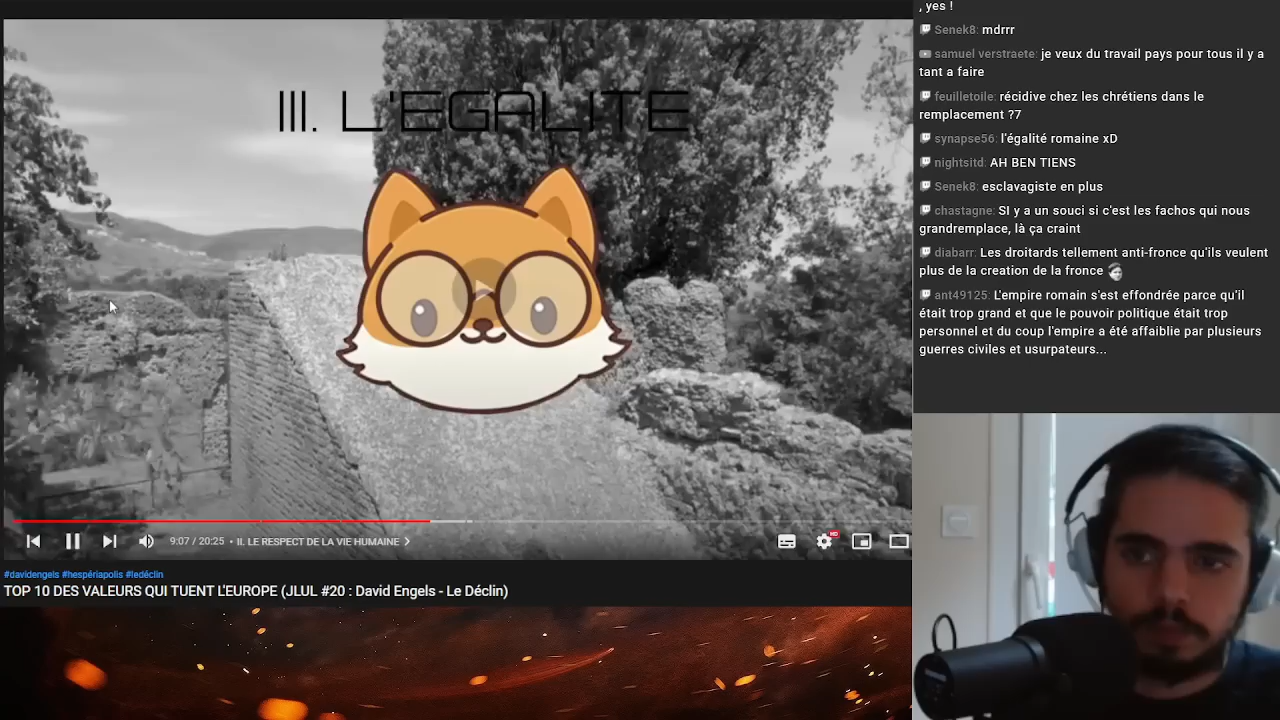 III. L'EGALITE
9:07 / 20:25 • II. LE RESPECT DE LA VIE HUMAINE >
HD
#davidengels #hespériapolis #ledéclin
TOP 10 DES VALEURS QUI TUENT L'EUROPE (JLUL #20 : David Engels - Le Déclin)
, yes !
Senek8: mdrrr
samuel verstraete: je veux du travail pays pour tous il y a
tant a faire
feuilletoile: récidive chez les chrétiens dans le
remplacement ?7
synapse56: l'égalité romaine xD
nightsitd: AH BEN TIENS
Senek8: esclavagiste en plus
chastagne: SI y a un souci si c'est les fachos qui nous
grandremplace, là ça craint
diabarr: Les droitards tellement anti-fronce qu'ils veulent
plus de la creation de la fronce
ant49125: L'empire romain s'est effondrée parce qu'il
était trop grand et que le pouvoir politique était trop
personnel et du coup l'empire a été affaiblie par plusieurs
guerres civiles et usurpateurs...